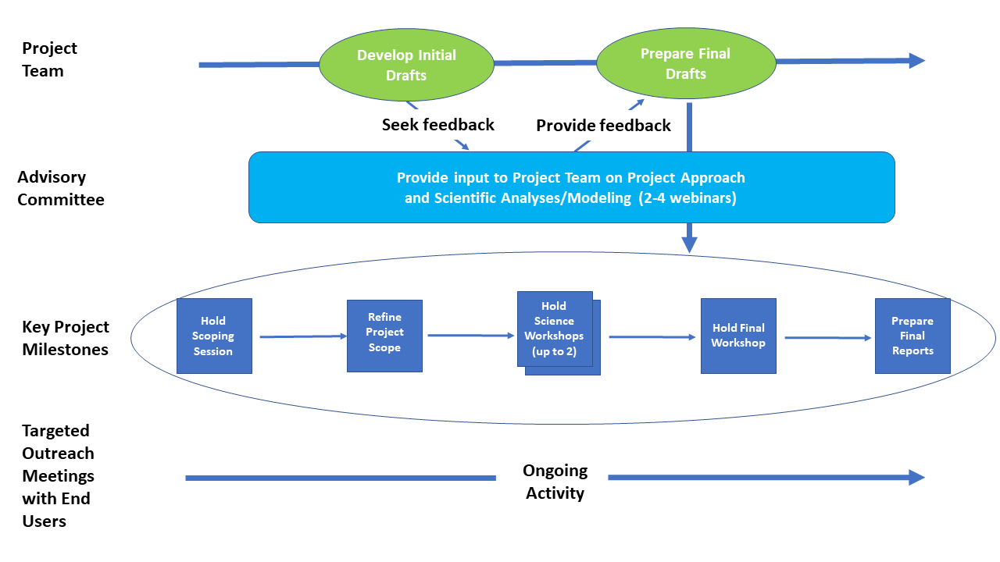 Project
Team
Develop Initial
Drafts
Prepare Final
Drafts
Seek feedback
Provide feedback
Advisory
Committee
Provide input to Project Team on Project Approach
and Scientific Analyses/Modeling (2-4 webinars)
Key Project
Milestones
Hold
Scoping
Session
Refine
Project
Scope
Hold
Science
Workshops
(up to 2)
Hold Final
Workshop
Prepare
Final
Reports
Targeted
Outreach
Meetings
with End
Users
Ongoing
Activity